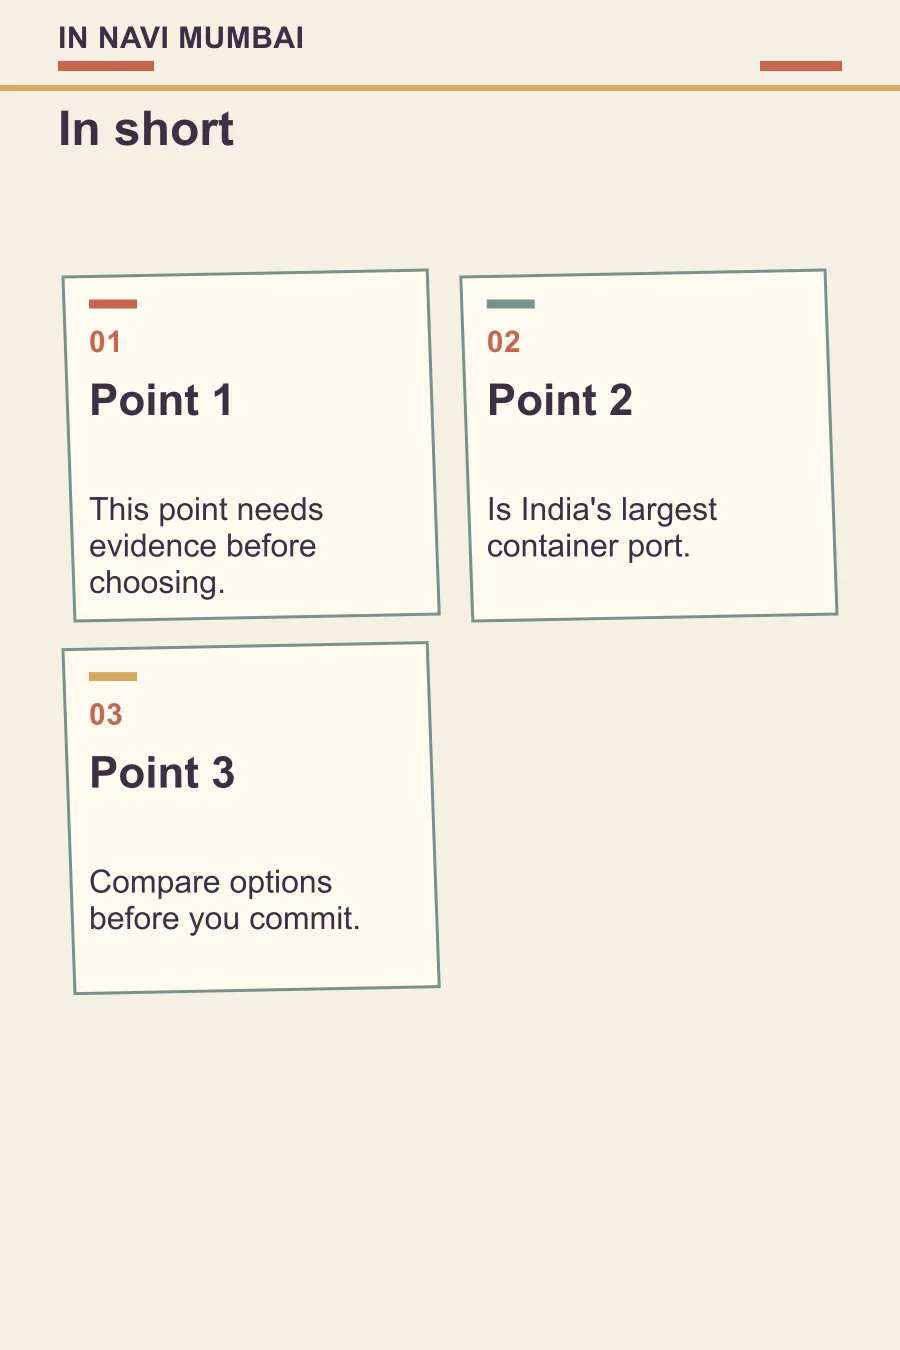 IN NAVI MUMBAI
In short
01
Point 1
This point needs
evidence before
choosing.
02
Point 2
Is India's largest
container port.
03
Point 3
Compare options
before you commit.